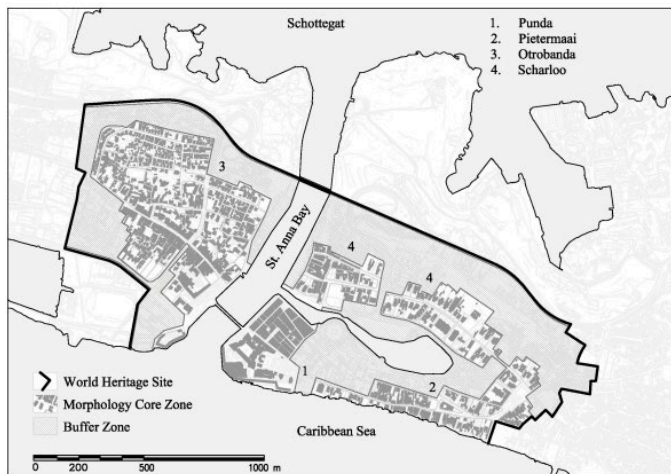 Schottegat
1. Punda
2. Pietermaai
3. Otrobanda
4. Scharloo
3
St. Anna Bay
4
4
1
2
World Heritage Site
Morphology Core Zone
Buffer Zone
Caribbean Sea
0 200 500 1000 m